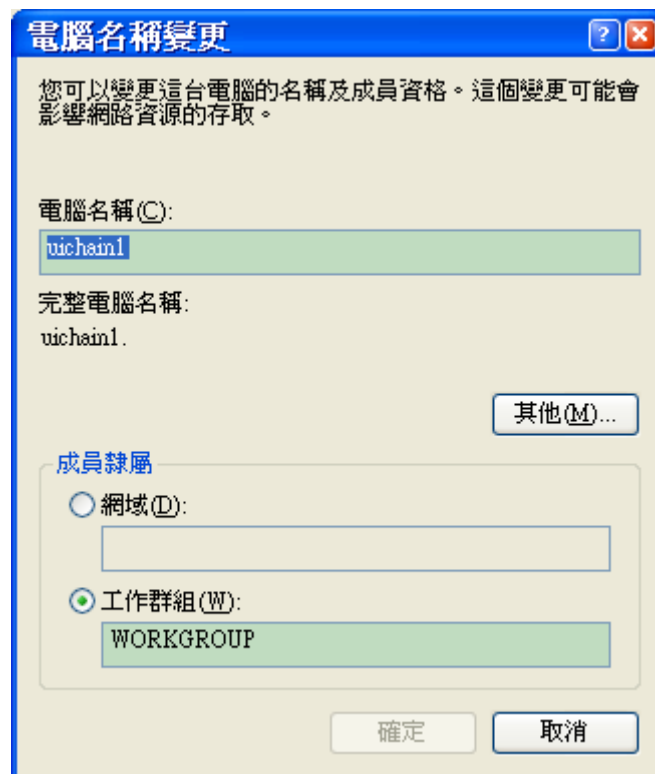 電腦名稱變更
您可以變更這台電腦的名稱及成員資格。這個變更可能會
影響網路資源的存取。
電腦名稱(C):
uichain1
完整電腦名稱:
uichain1.
其他(M)...
成員隸屬
網域(D):
工作群組(W):
WORKGROUP
確定 取消